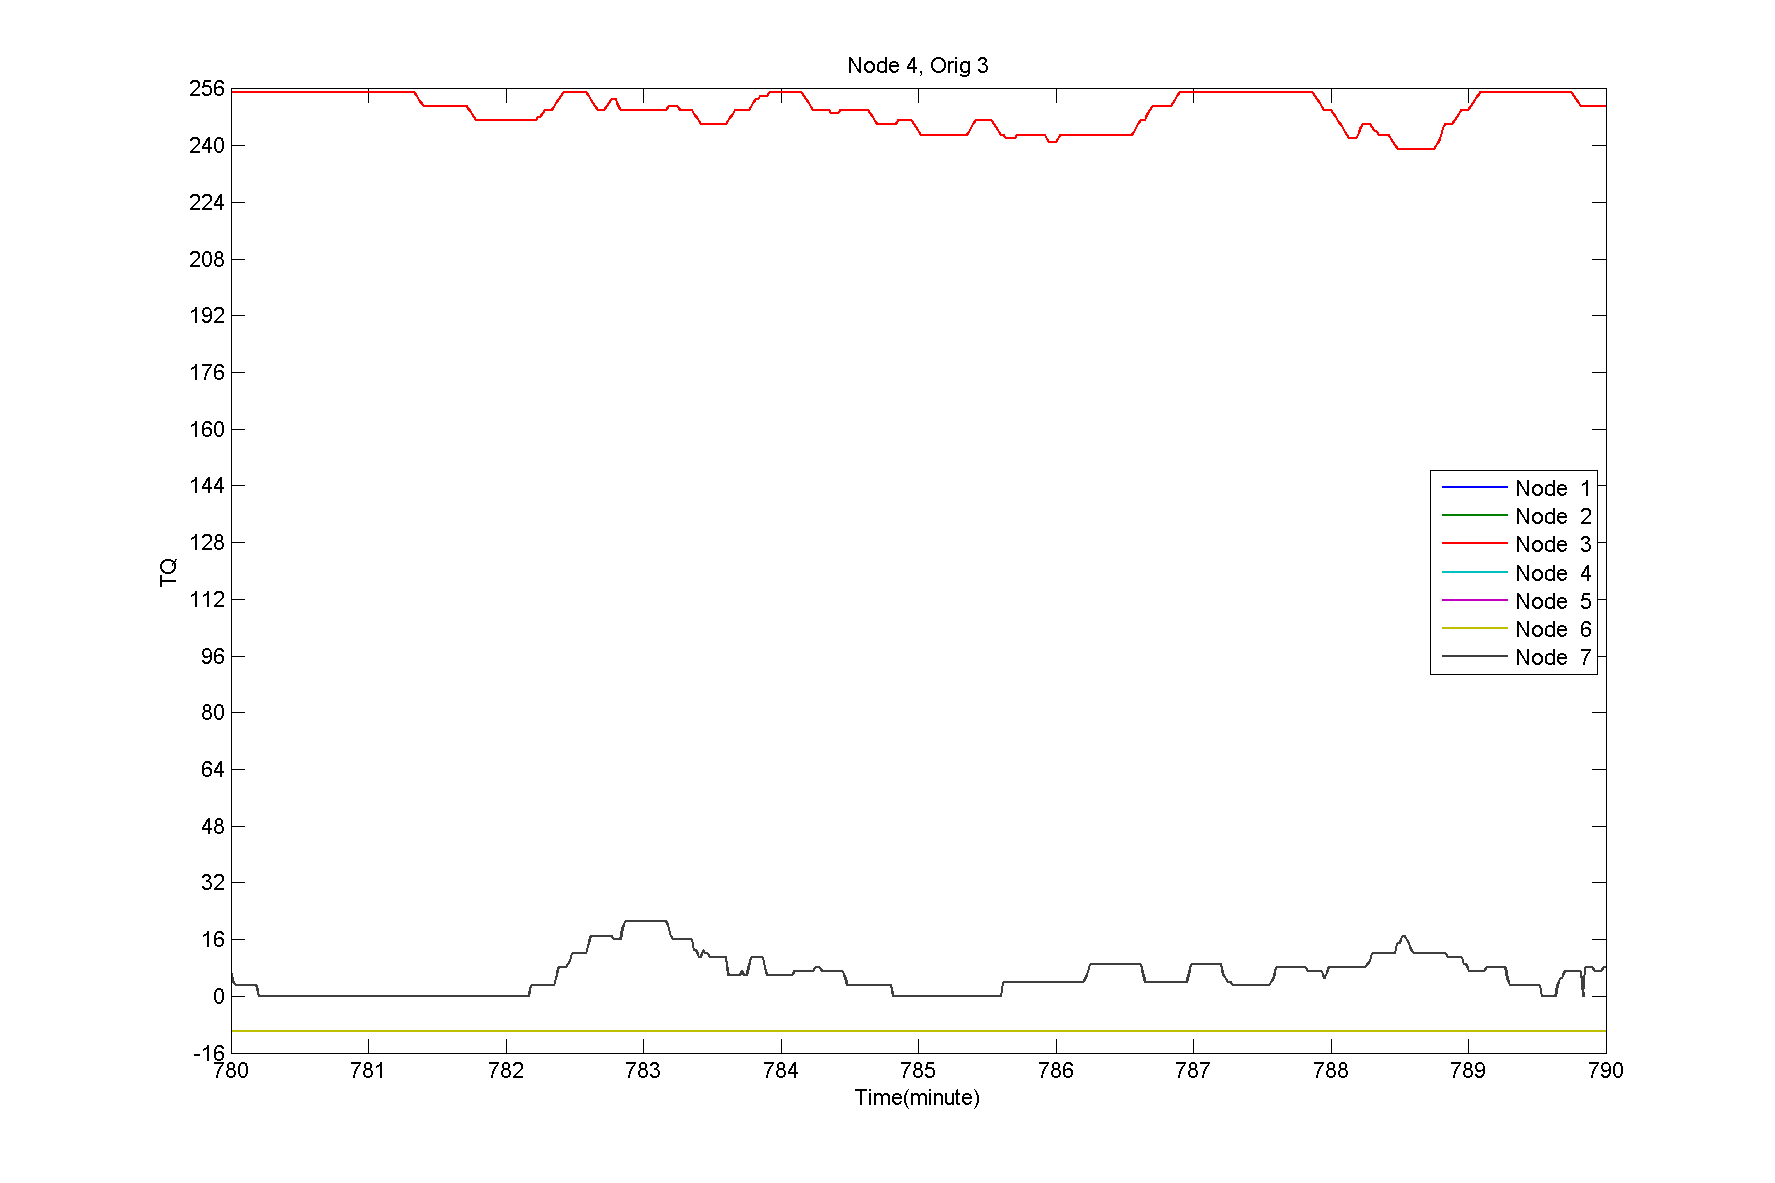 Node 4, Orig 3
256
240
224
208
192
176
160
144
128
112
96
80
64
48
32
16
0
-16
TQ
Node 1
Node 2
Node 3
Node 4
Node 5
Node 6
Node 7
780 781 782 783 784 785 786 787 788 789 790
Time(minute)